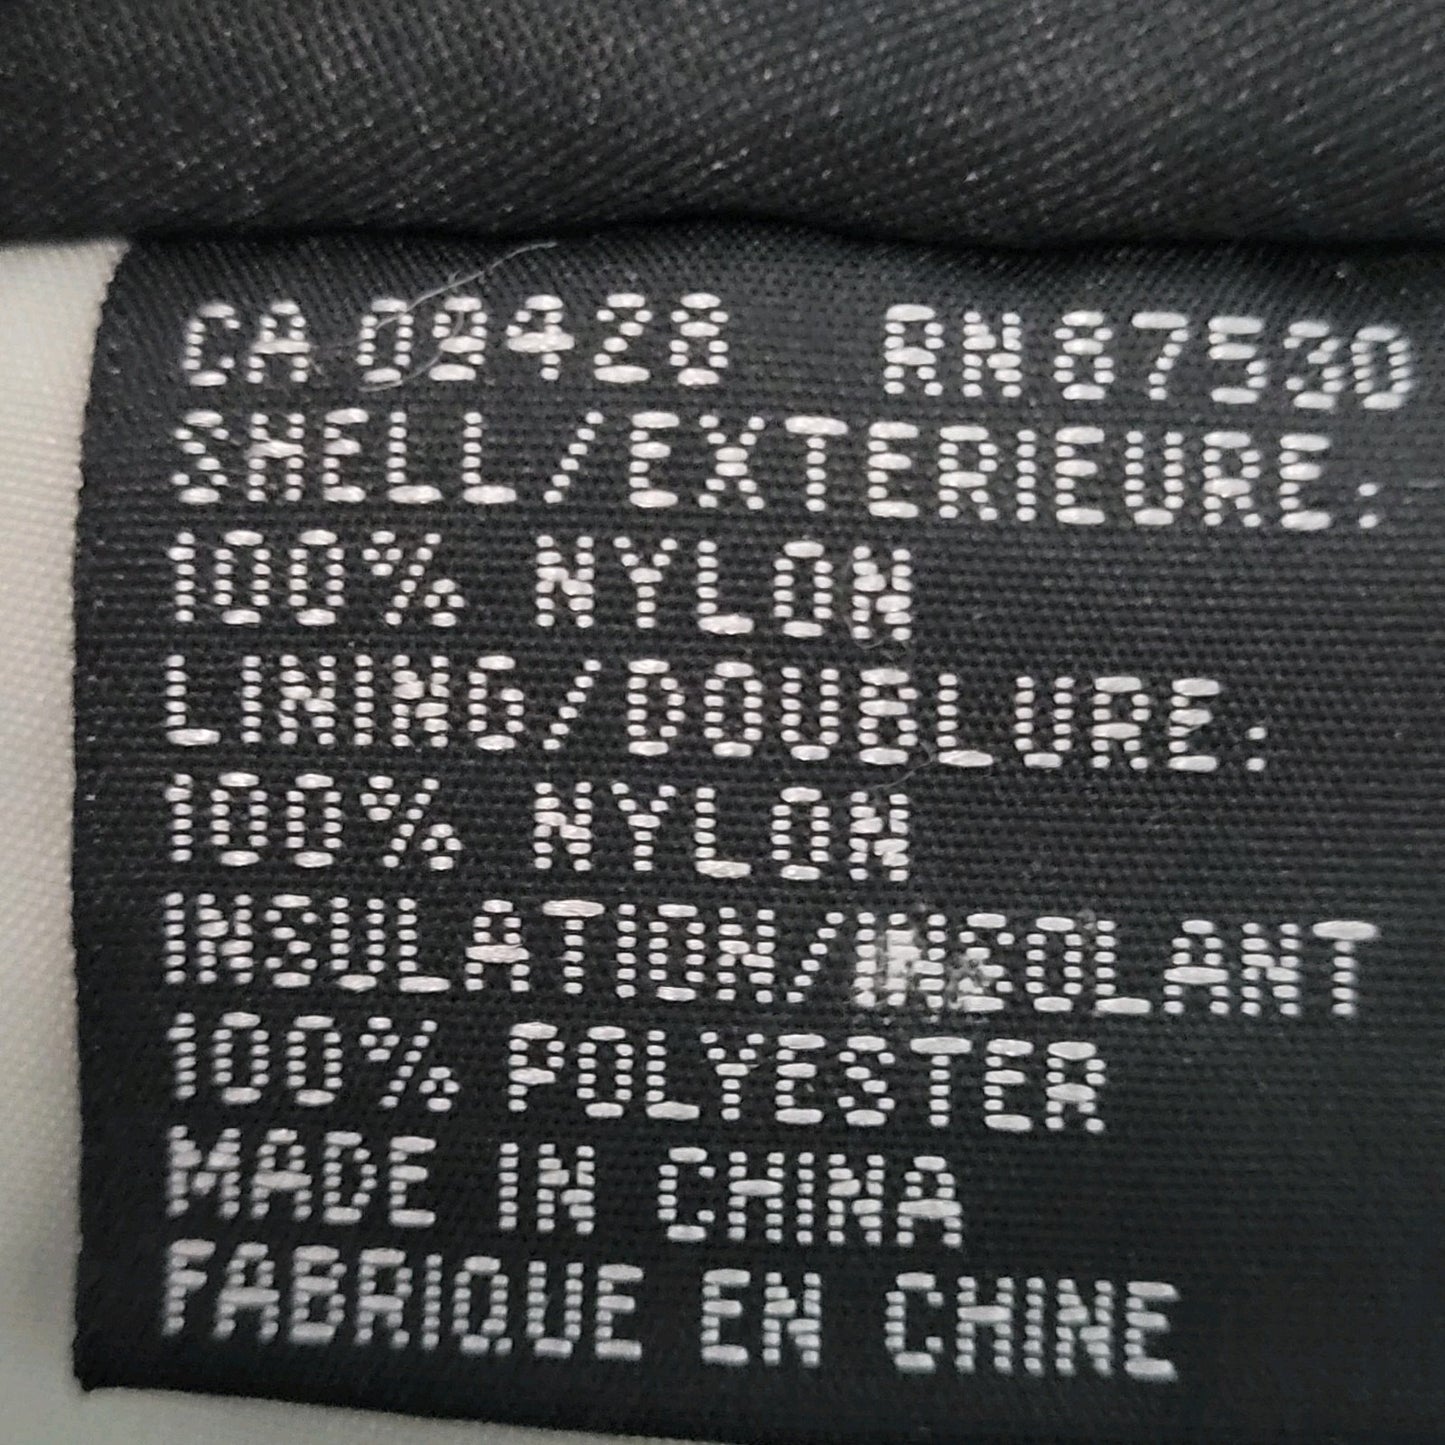 CA 09428 RN 87530
SHELL/EXTERIEURE:
100% NYLON
LINING/DOUBLURE:
100% NYLON
INSULATION/INSOLANT
100% POLYESTER
MADE IN CHINA
FABRIQUE EN CHINE